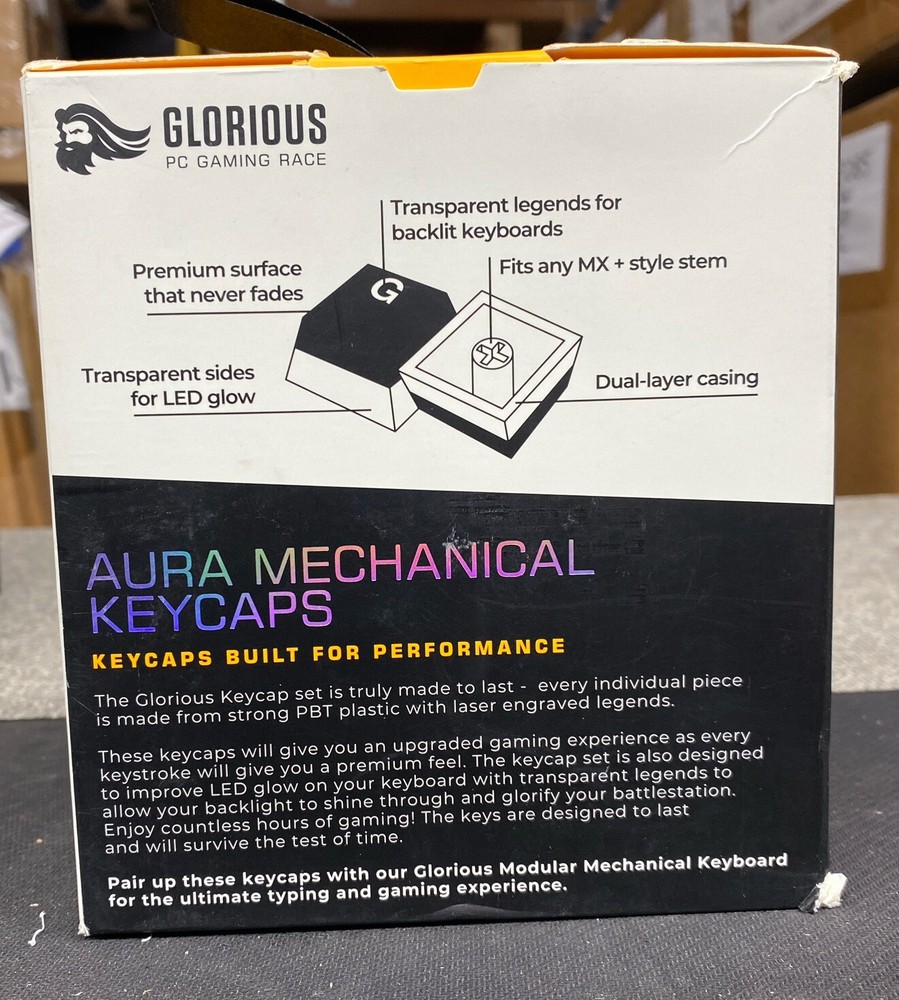 GLORIOUS
PC GAMING RACE
Transparent legends for
backlit keyboards
Premium surface
that never fades
Fits any MX + style stem
G
Transparent sides
for LED glow
Dual-layer casing
AURA MECHANICAL
KEYCAPS
KEYCAPS BUILT FOR PERFORMANCE
The Glorious Keycap set is truly made to last - every individual piece
is made from strong PBT plastic with laser engraved legends.
These keycaps will give you an upgraded gaming experience as every
keystroke will give you a premium feel. The keycap set is also designed
to improve LED glow on your keyboard with transparent legends to
allow your backlight to shine through and glorify your battlestation.
Enjoy countless hours of gaming! The keys are designed to last
and will survive the test of time.
Pair up these keycaps with our Glorious Modular Mechanical Keyboard
for the ultimate typing and gaming experience.